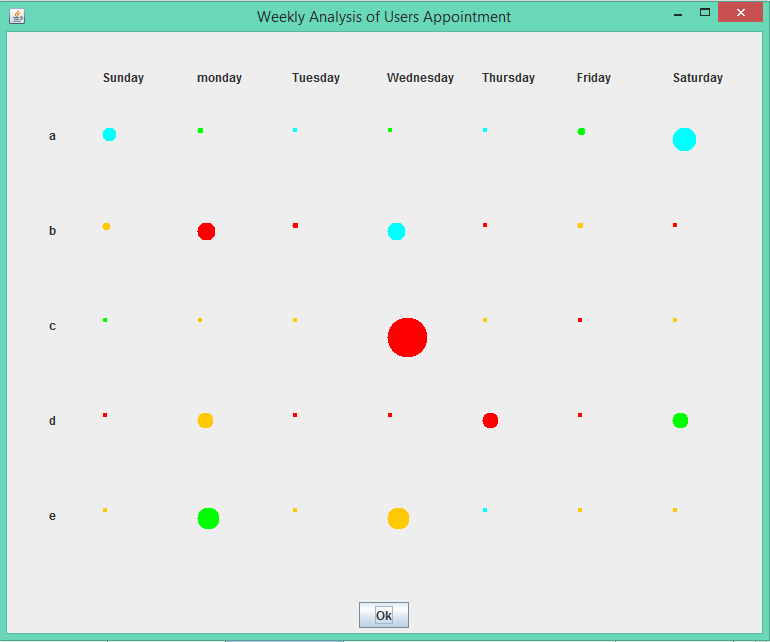 Weekly Analysis of Users Appointment
Sunday monday Tuesday Wednesday Thursday Friday Saturday
a
b
c
d
e
Ok